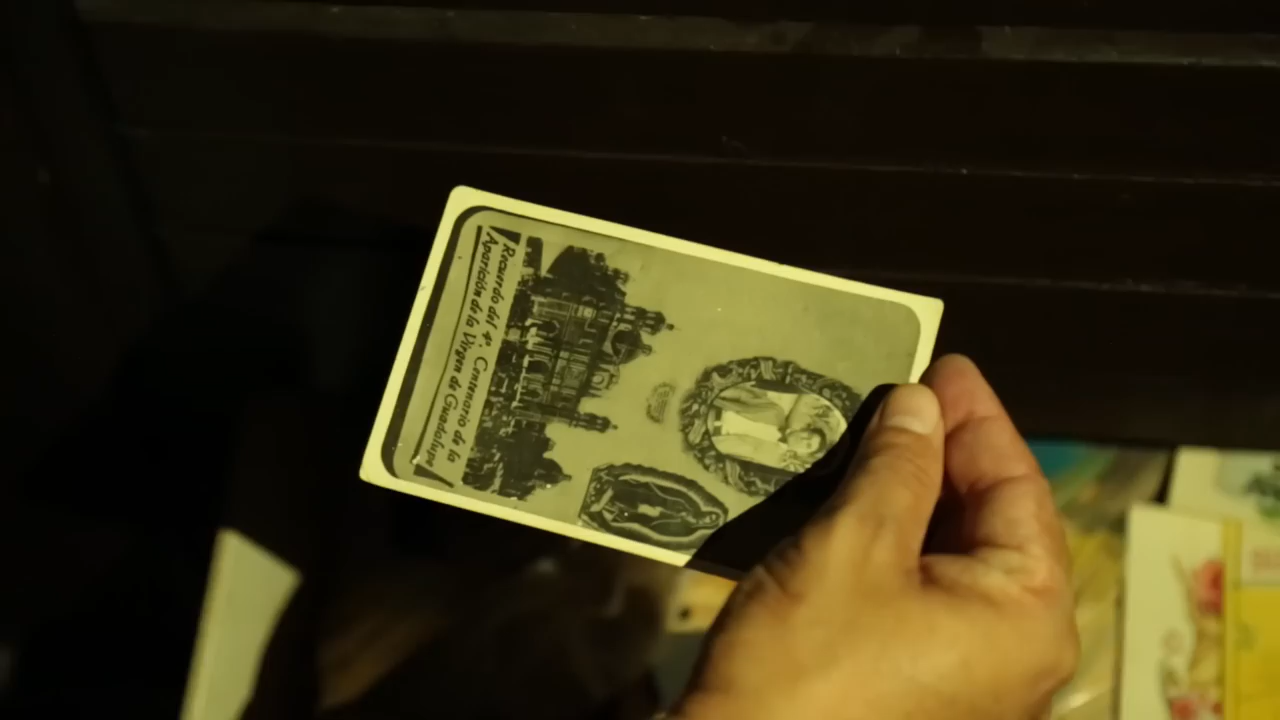 Recuerdo del 4º Centenario de la
Aparición de la Virgen de Guadalupe